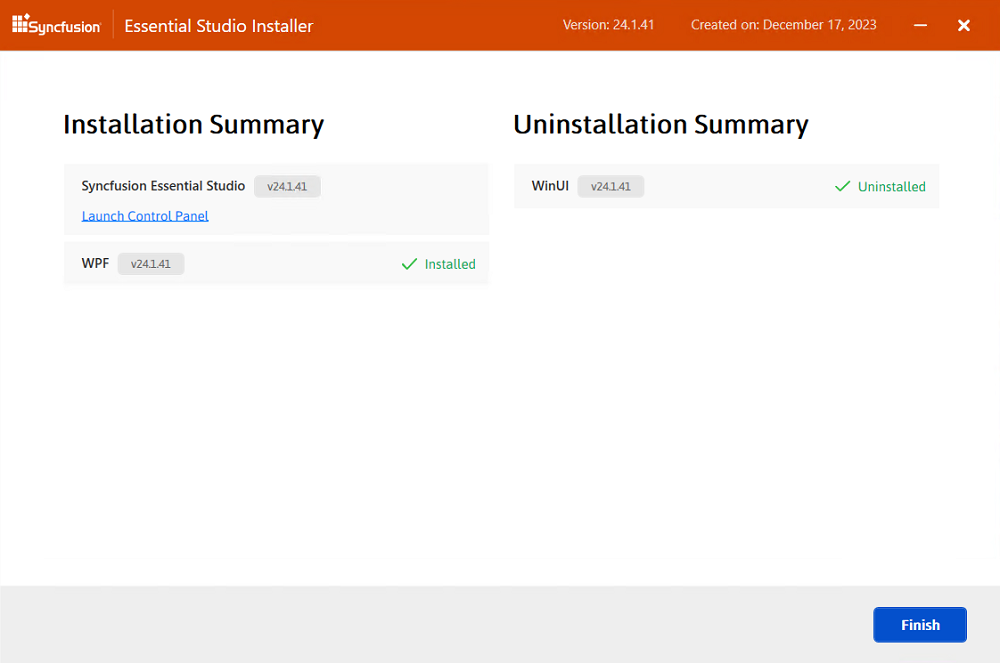 Syncfusion Essential Studio Installer Version: 24.1.41 Created on: December 17, 2023
Installation Summary
Syncfusion Essential Studio v24.1.41
Launch Control Panel
WPF v24.1.41 Installed
Uninstallation Summary
WinUI v24.1.41 Uninstalled
Finish